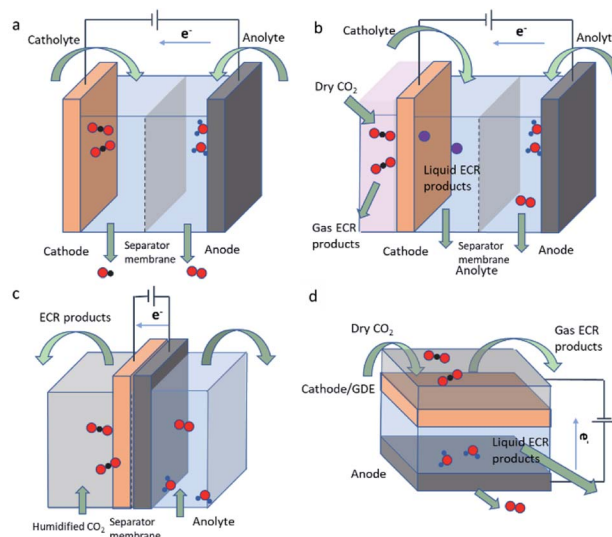 a
e⁻
Catholyte
Anolyte
Cathode
Separator
membrane
Anode
b
e⁻
Catholyte
Anolyte
Dry CO₂
Liquid ECR
products
Gas ECR
products
Cathode
Separator
membrane
Anolyte
Anode
c
e⁻
ECR products
Humidified CO₂
Separator
membrane
Anolyte
d
Dry CO₂
Gas ECR
products
Cathode/GDE
e⁻
Liquid ECR
products
Anode